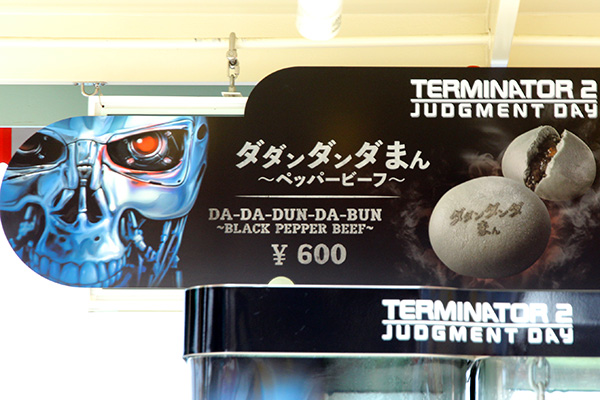 TERMINATOR 2
JUDGMENT DAY
ダダンダンダまん
～ペッパービーフ～
DA-DA-DUN-DA-BUN
~BLACK PEPPER BEEF~
¥ 600
ダダンダンダ
まん
TERMINATOR 2
JUDGMENT DAY